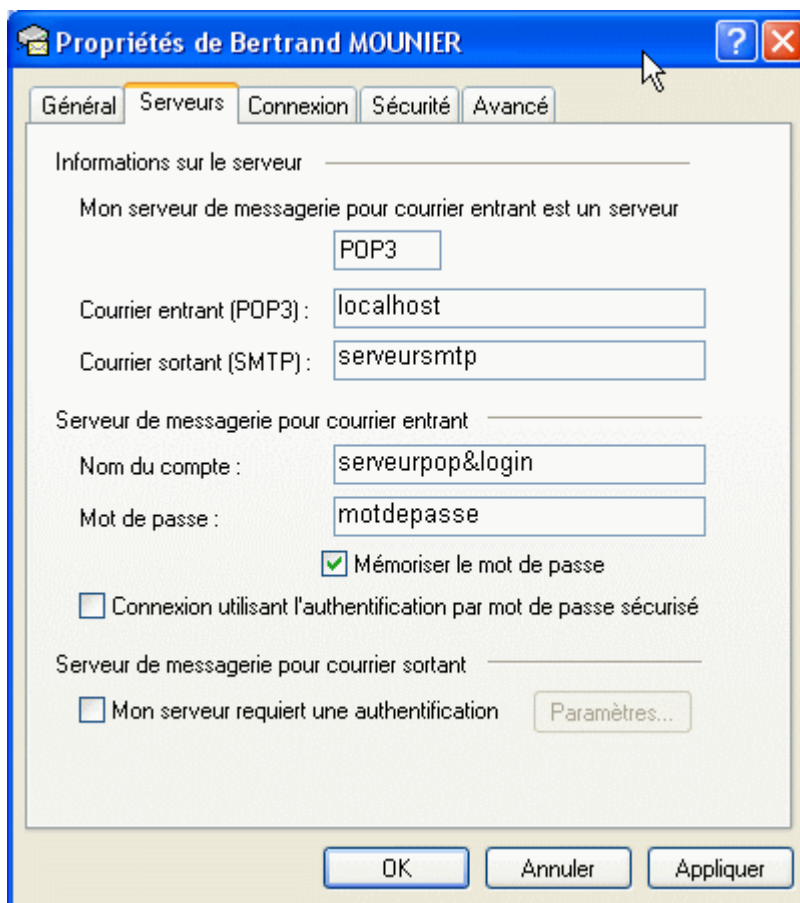 Propriétés de Bertrand MOUNIER
Général Serveurs Connexion Sécurité Avancé
Informations sur le serveur
Mon serveur de messagerie pour courrier entrant est un serveur
POP3
Courrier entrant (POP3) : localhost
Courrier sortant (SMTP) : serveursmtp
Serveur de messagerie pour courrier entrant
Nom du compte : serveurpop&login
Mot de passe : motdepasse
Mémoriser le mot de passe
Connexion utilisant l'authentification par mot de passe sécurisé
Serveur de messagerie pour courrier sortant
Mon serveur requiert une authentification Paramètres...
OK Annuler Appliquer